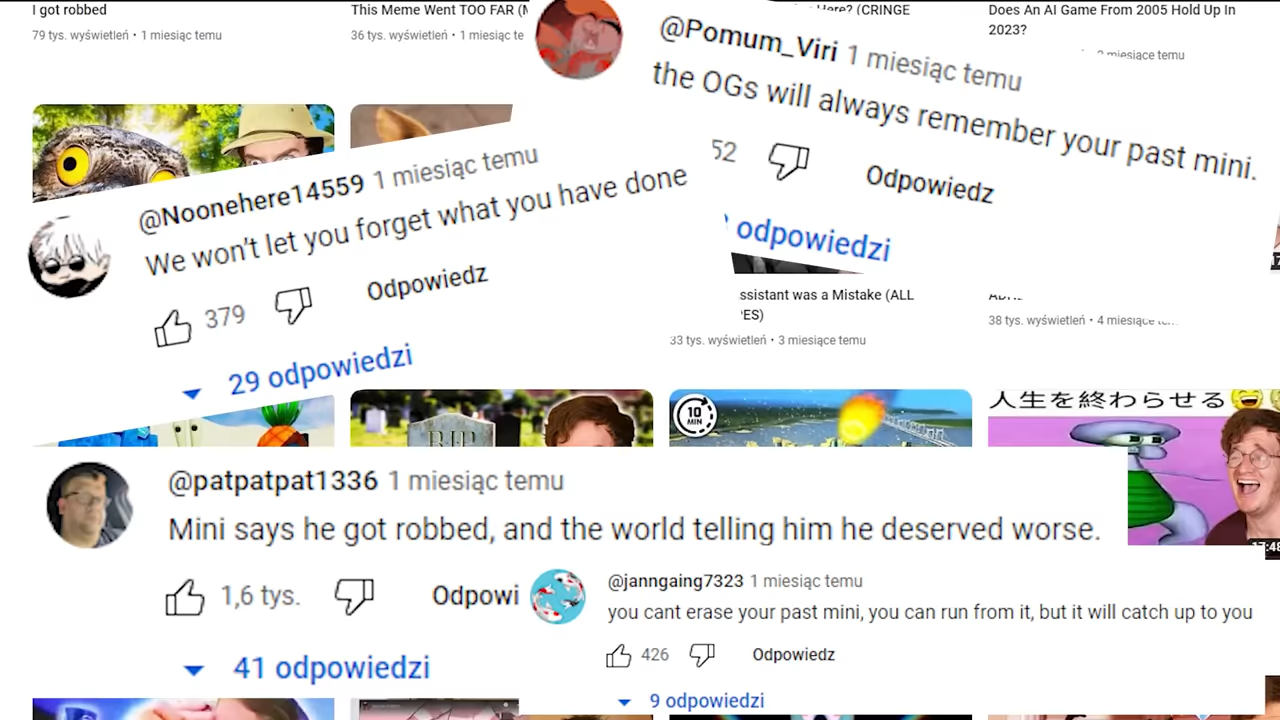 I got robbed
79 tys. wyświetleń • 1 miesiąc temu
This Meme Went TOO FAR (
36 tys. wyświetleń • 1 miesiąc te
Here? (CRINGE
Does An AI Game From 2005 Hold Up In
2023?
miesiące temu
@Pomum_Viri 1 miesiąc temu
the OGs will always remember your past mini.
52
Odpowiedz
odpowiedzi
@Noonehere14559 1 miesiąc temu
We won't let you forget what you have done
379
Odpowiedz
29 odpowiedzi
ssistant was a Mistake (ALL
ES)
33 tys. wyświetleń • 3 miesiące temu
38 tys. wyświetleń • 4 miesiące
RIP
10
MIN
人生を終わらせる
@patpatpat1336 1 miesiąc temu
Mini says he got robbed, and the world telling him he deserved worse.
1,6 tys.
Odpowi
41 odpowiedzi
17:48
@janngaing7323 1 miesiąc temu
you cant erase your past mini, you can run from it, but it will catch up to you
426
Odpowiedz
9 odpowiedzi